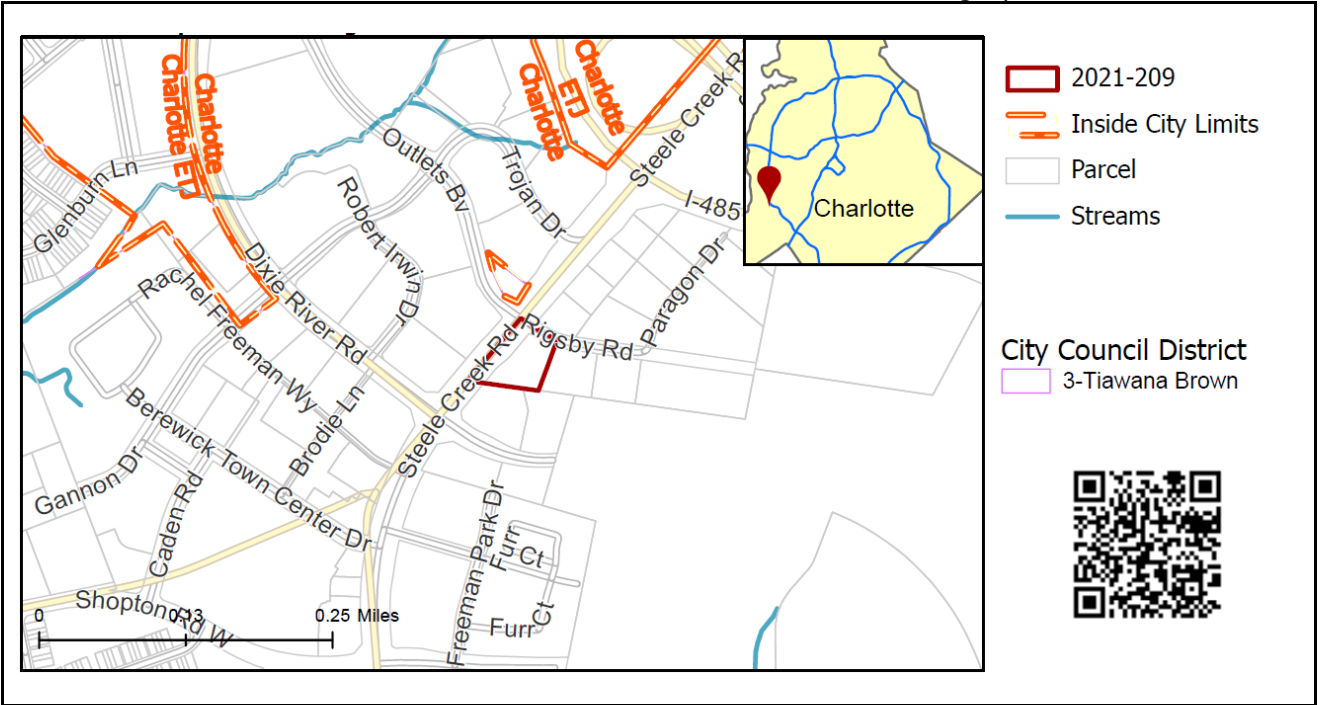 Charlotte
Charlotte ETJ
Charlotte
ETJ
Charlotte
Steele Creek R
Outlets Bv
Trojan Dr
Glenburn Ln
Robert Irwin Dr
I-485
Charlotte
Dixie River Rd
Paragon Dr
Rachel Freeman Wy
Rigsby Rd
Steele Creek Rd
Berewick Town Center Dr
Brodie Ln
Gannon Dr
Caden Rd
Freeman Park Dr
Furr Ct
Furr Ct
Shopton Rd W
0 0.13 0.25 Miles
2021-209
Inside City Limits
Parcel
Streams
City Council District
3-Tiawana Brown